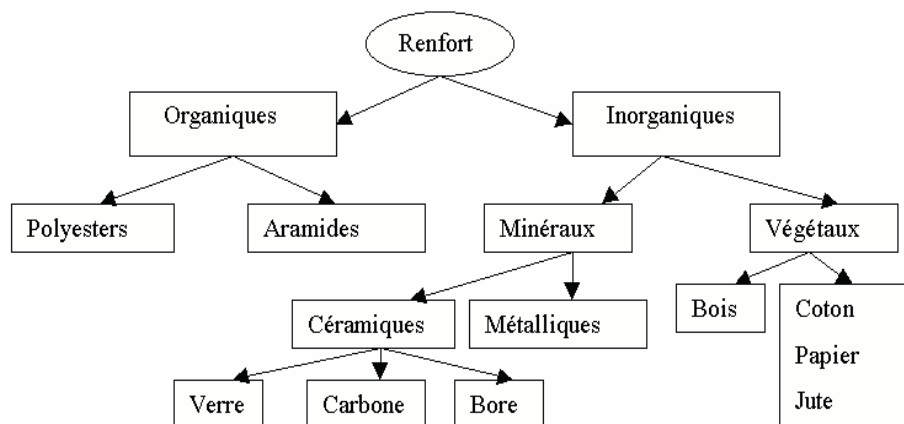 Renfort
Organiques
Inorganiques
Polyesters
Aramides
Minéraux
Végétaux
Céramiques
Métalliques
Bois
Coton
Papier
Jute
Verre
Carbone
Bore